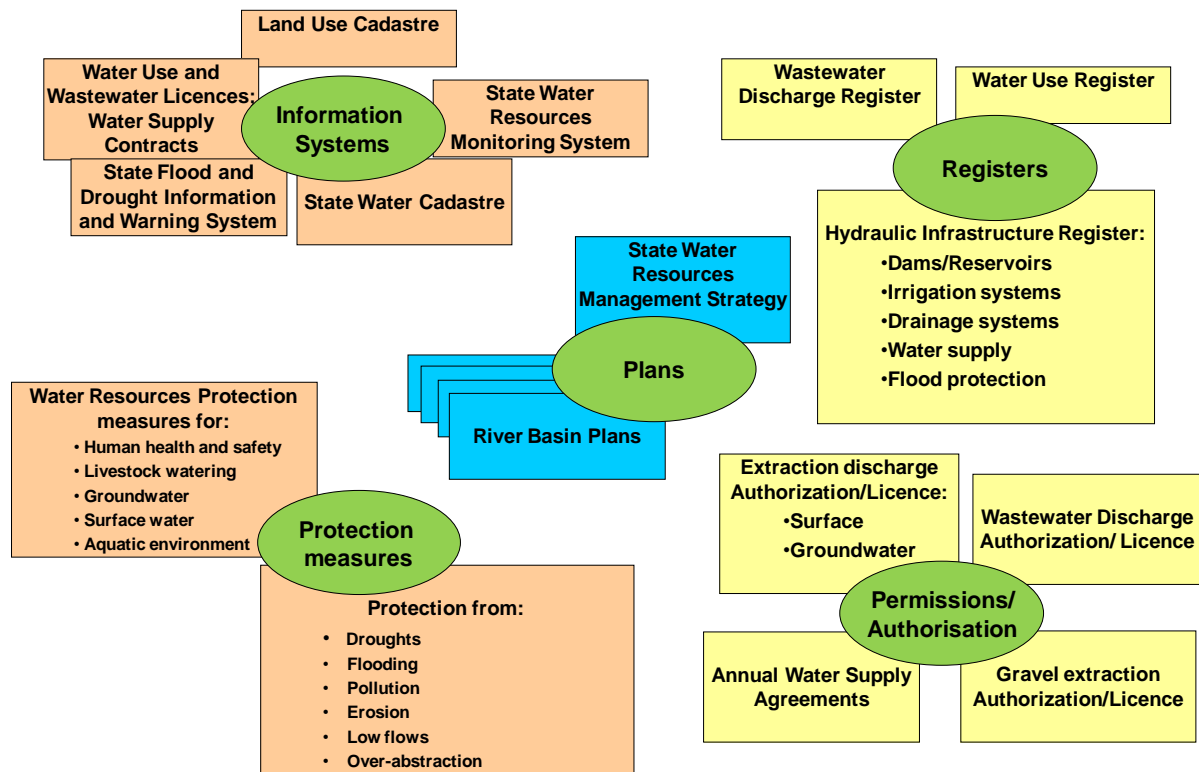 Land Use Cadastre
Water Use and
Wastewater Licences;
Water Supply
Contracts
Information
Systems
State Water
Resources
Monitoring System
State Flood and
Drought Information
and Warning System
State Water Cadastre
Wastewater
Discharge Register
Water Use Register
Registers
Hydraulic Infrastructure Register:
•Dams/Reservoirs
•Irrigation systems
•Drainage systems
•Water supply
•Flood protection
State Water
Resources
Management Strategy
Plans
River Basin Plans
Water Resources Protection
measures for:
• Human health and safety
• Livestock watering
• Groundwater
• Surface water
• Aquatic environment
Protection
measures
Protection from:
• Droughts
• Flooding
• Pollution
• Erosion
• Low flows
• Over-abstraction
Extraction discharge
Authorization/Licence:
•Surface
•Groundwater
Wastewater Discharge
Authorization/ Licence
Permissions/
Authorisation
Annual Water Supply
Agreements
Gravel extraction
Authorization/Licence